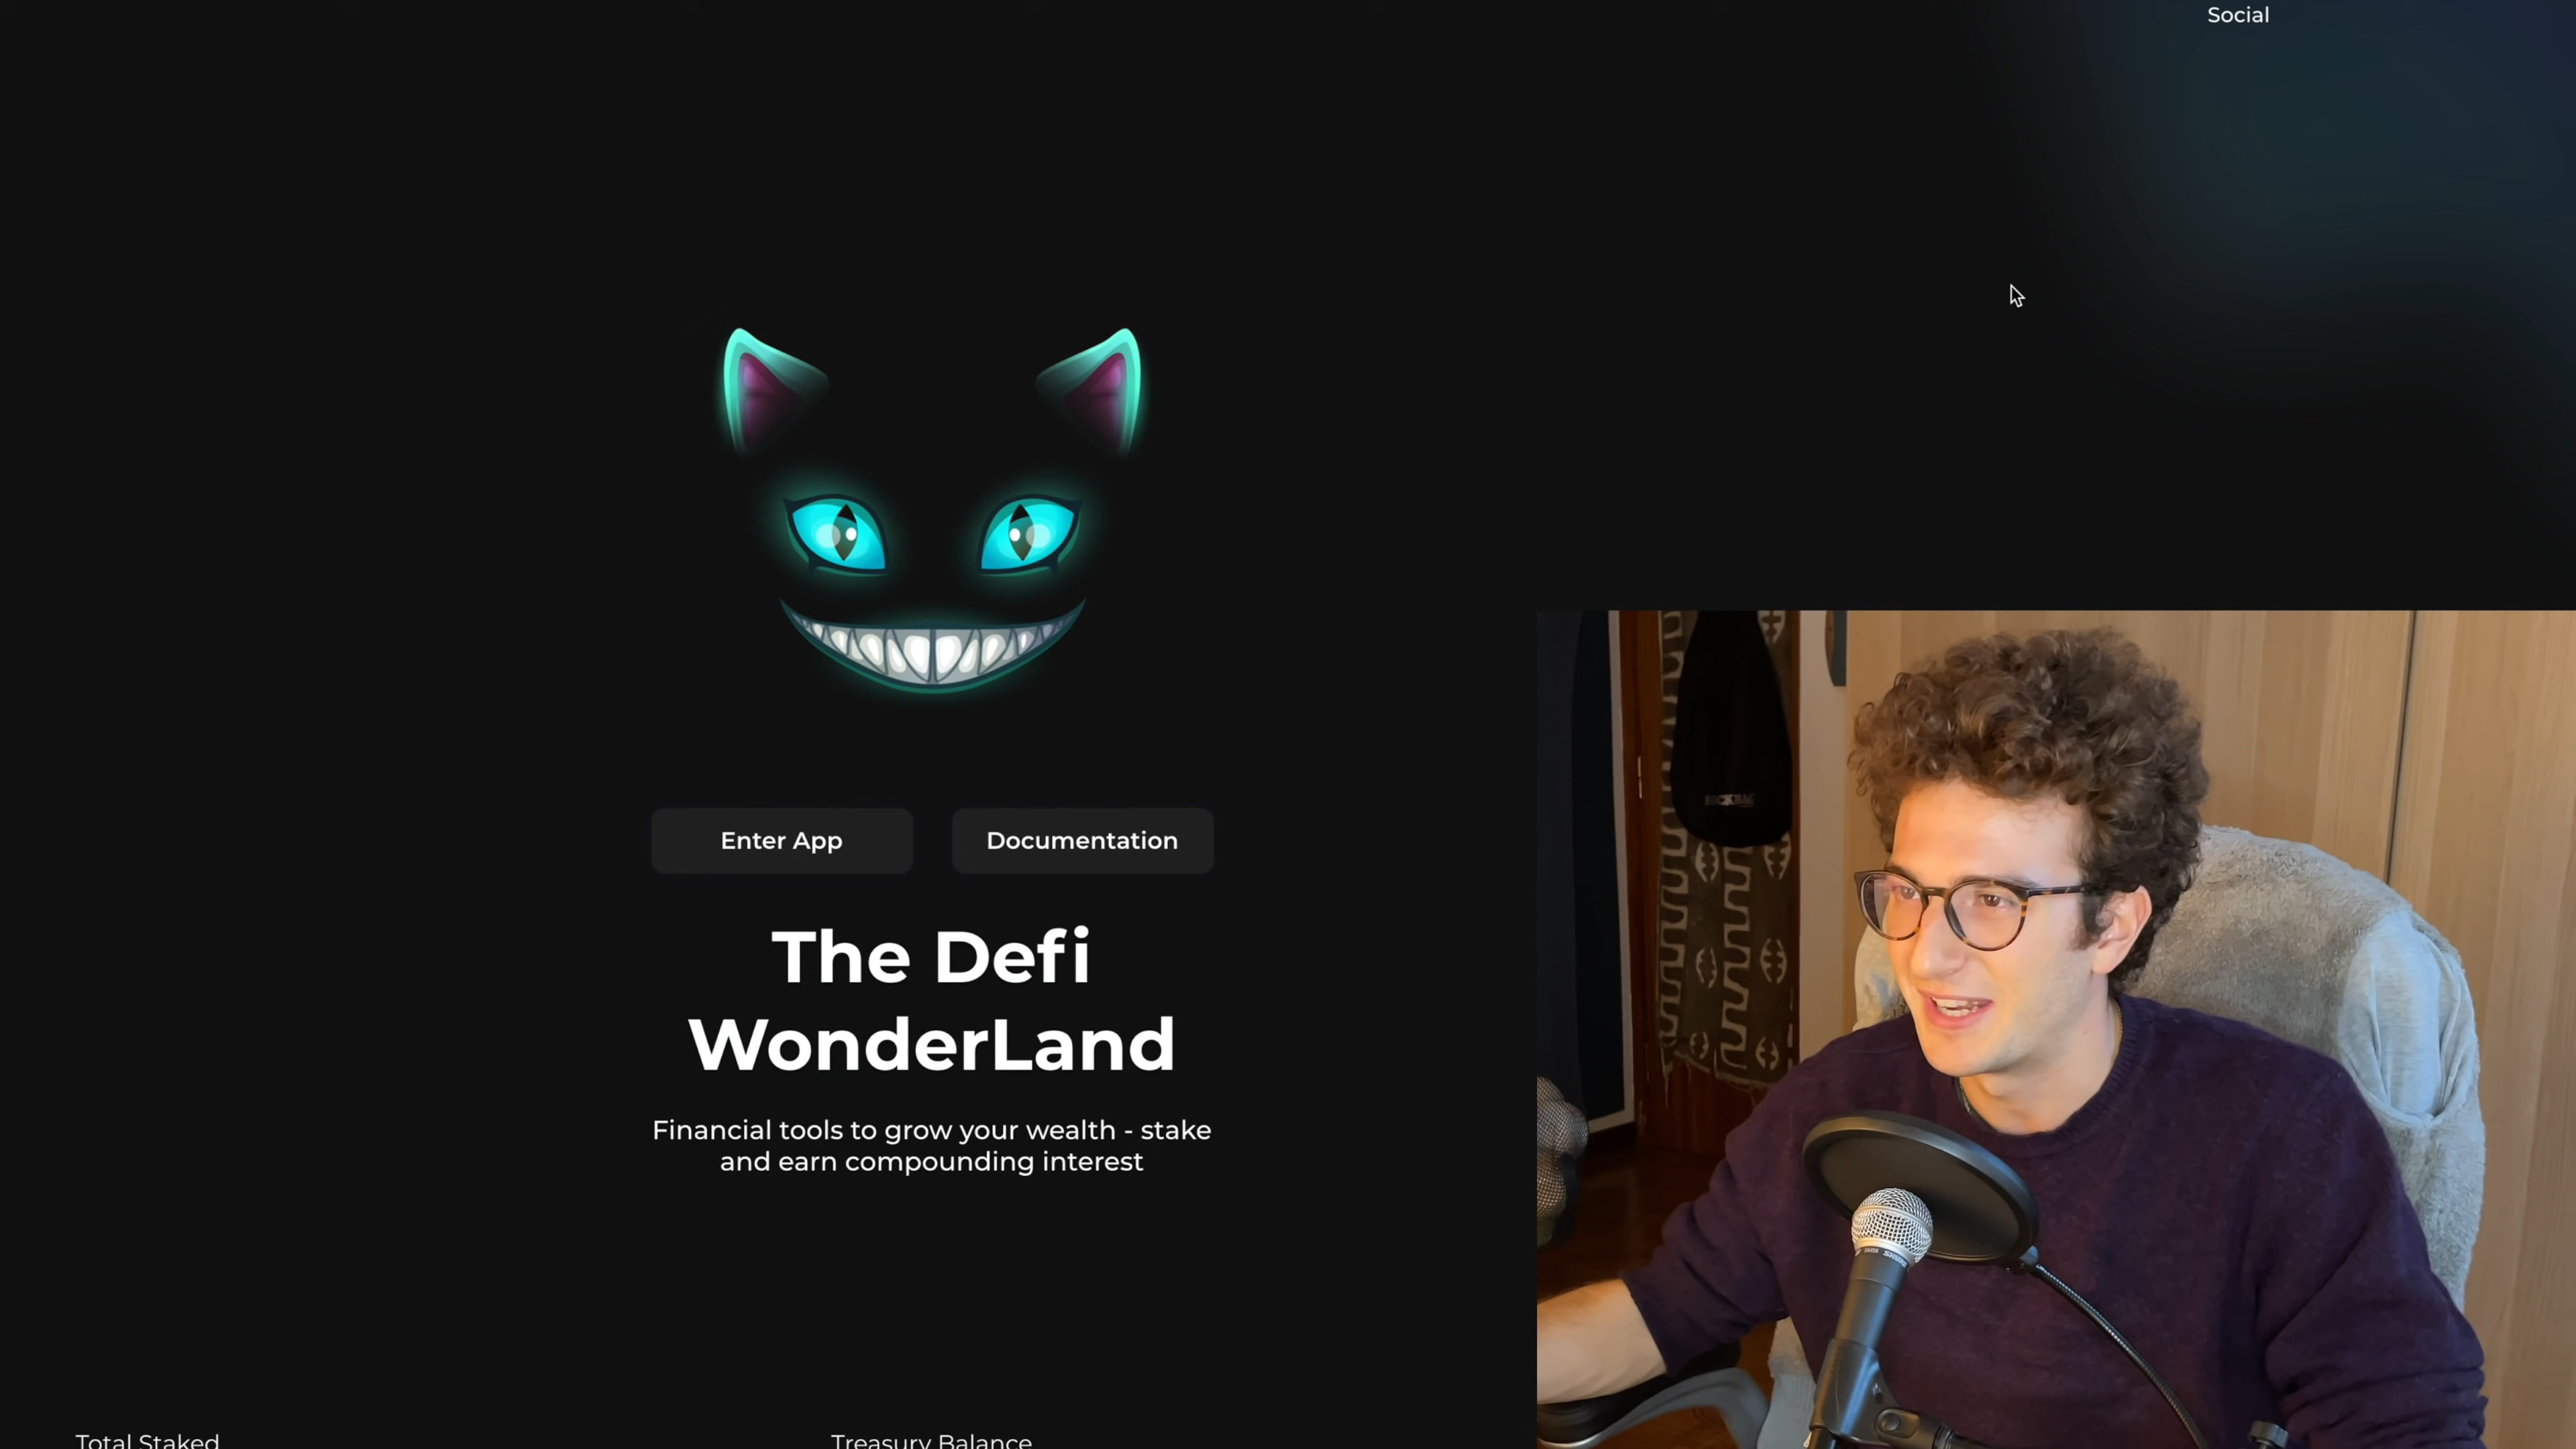 Social
Enter App
Documentation
The Defi
WonderLand
Financial tools to grow your wealth - stake
and earn compounding interest
Total Staked
Treasury Balance